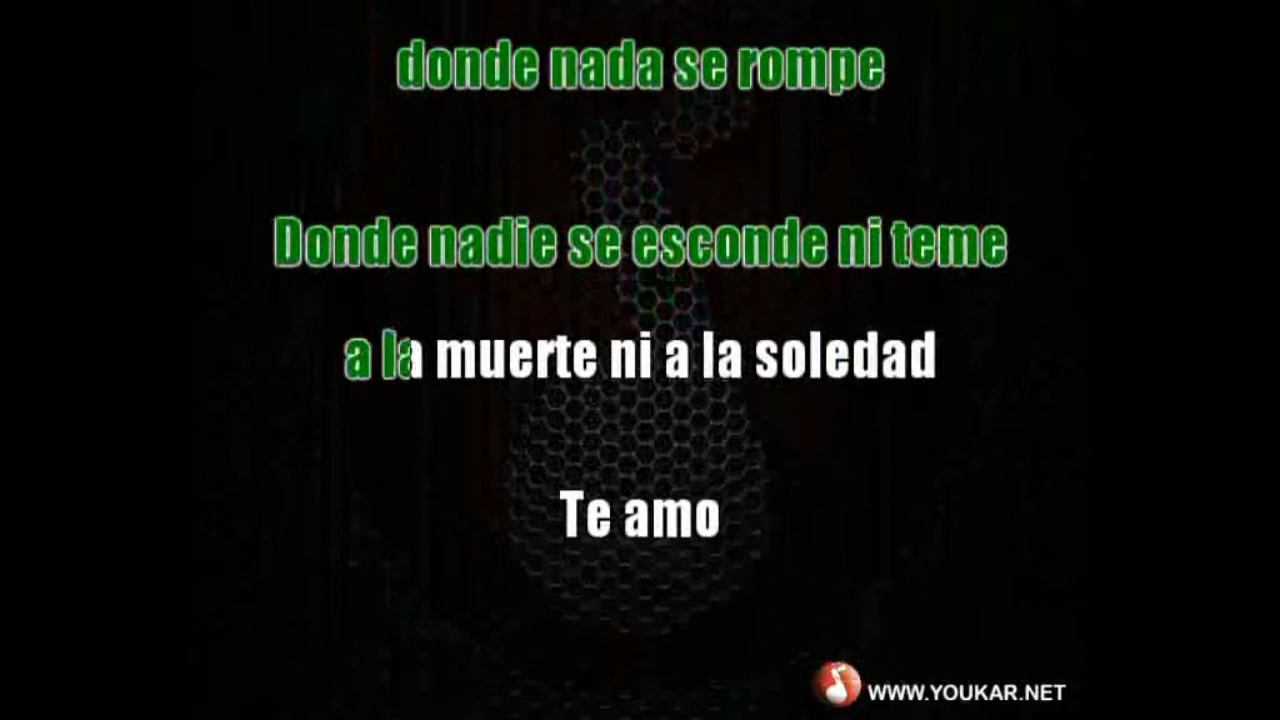 donde nada se rompe
Donde nadie se esconde ni teme
a la muerte ni a la soledad
Te amo
WWW.YOUKAR.NET